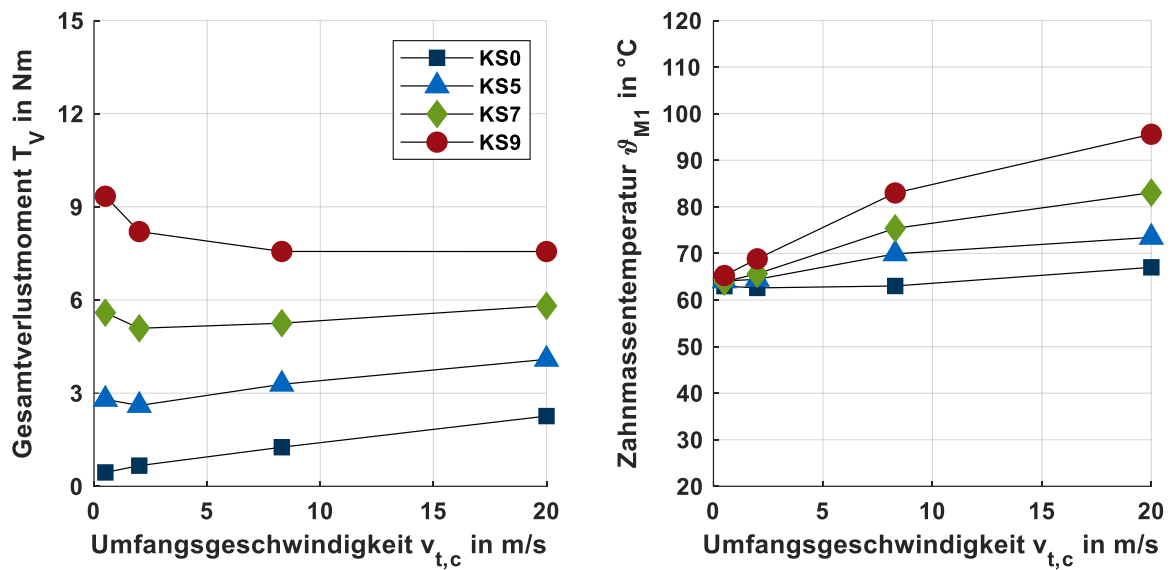 Gesamtverlustmoment T_V in Nm
15
12
9
6
3
0
KS0
KS5
KS7
KS9
0 5 10 15 20
Umfangsgeschwindigkeit v_t,c in m/s
Zahnmassentemperatur ϑ_M1 in °C
120
110
100
90
80
70
60
50
40
30
20
0 5 10 15 20
Umfangsgeschwindigkeit v_t,c in m/s